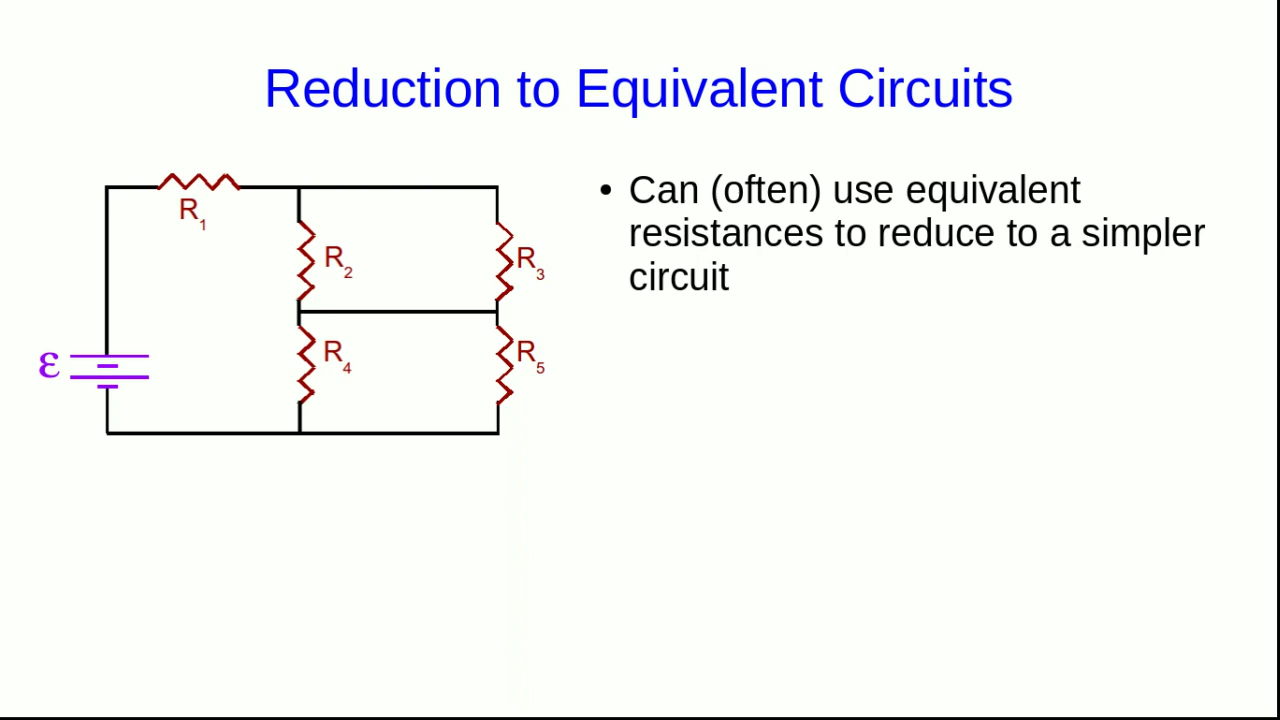 Reduction to Equivalent Circuits
R1
R2
R3
R4
R5
ε
• Can (often) use equivalent
resistances to reduce to a simpler
circuit